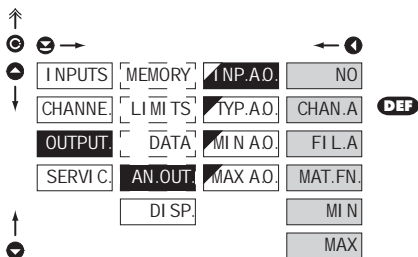 INPUTS MEMORY INP.A.O. NO
CHANNE. LIMITS TYP.A.O. CHAN.A DEF
OUTPUT. DATA MIN A.O. FIL.A
SERVIC. AN.OUT. MAX A.O. MAT.FN.
DISP. MIN
MAX